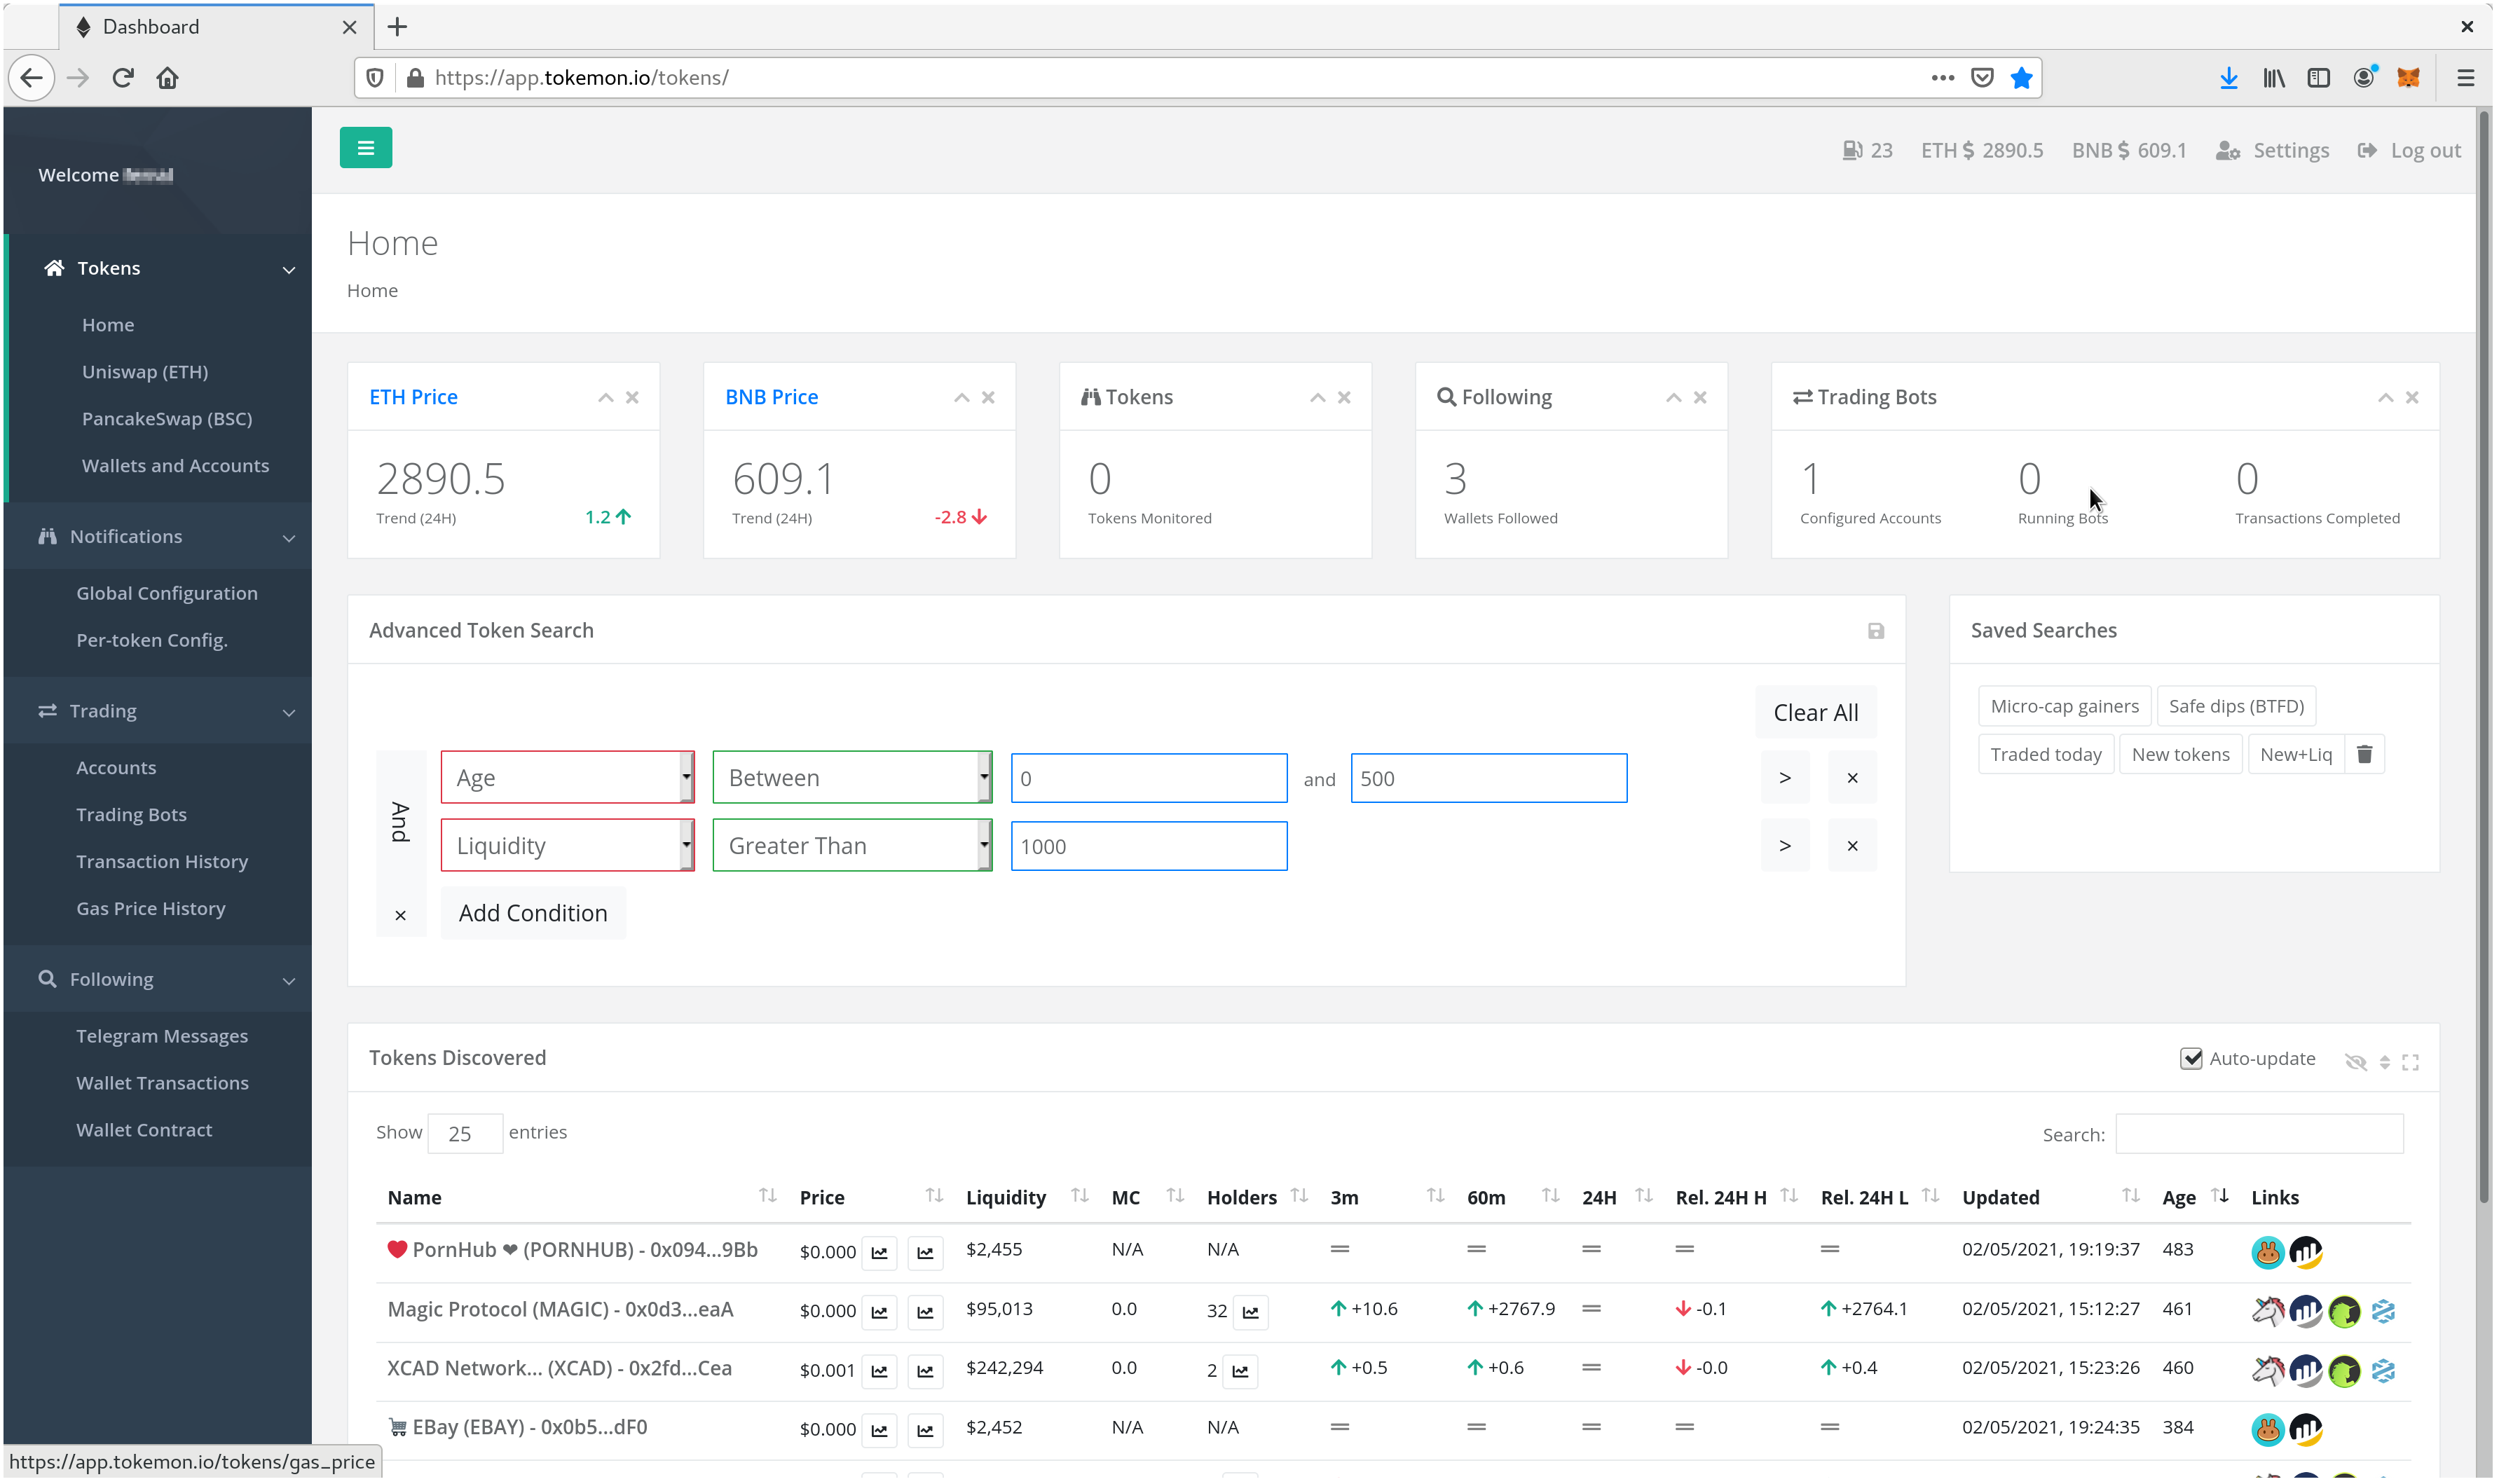 Dashboard
https://app.tokemon.io/tokens/
Welcome
23 ETH $ 2890.5 BNB $ 609.1 Settings Log out
Tokens
Home
Uniswap (ETH)
PancakeSwap (BSC)
Wallets and Accounts
Notifications
Global Configuration
Per-token Config.
Trading
Accounts
Trading Bots
Transaction History
Gas Price History
Following
Telegram Messages
Wallet Transactions
Wallet Contract
Home
Home
ETH Price
2890.5
Trend (24H) 1.2
BNB Price
609.1
Trend (24H) -2.8
Tokens
0
Tokens Monitored
Following
3
Wallets Followed
Trading Bots
1 0 0
Configured Accounts Running Bots Transactions Completed
Advanced Token Search
Clear All
And
Age Between 0 and 500 > ×
Liquidity Greater Than 1000 > ×
× Add Condition
Saved Searches
Micro-cap gainers Safe dips (BTFD)
Traded today New tokens New+Liq
Tokens Discovered Auto-update
Show 25 entries Search:
Name Price Liquidity MC Holders 3m 60m 24H Rel. 24H H Rel. 24H L Updated Age Links
PornHub ❤ (PORNHUB) - 0x094...9Bb $0.000 $2,455 N/A N/A = = = = = 02/05/2021, 19:19:37 483
Magic Protocol (MAGIC) - 0x0d3...eaA $0.000 $95,013 0.0 32 +10.6 +2767.9 = -0.1 +2764.1 02/05/2021, 15:12:27 461
XCAD Network... (XCAD) - 0x2fd...Cea $0.001 $242,294 0.0 2 +0.5 +0.6 = -0.0 +0.4 02/05/2021, 15:23:26 460
EBay (EBAY) - 0x0b5...dF0 $0.000 $2,452 N/A N/A = = = = = 02/05/2021, 19:24:35 384
https://app.tokemon.io/tokens/gas_price